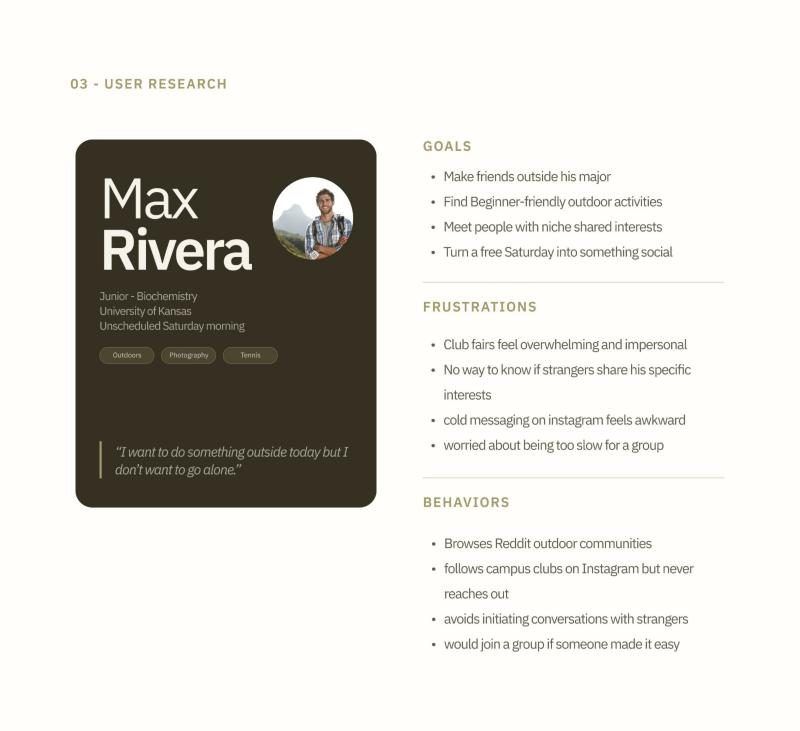 03 - USER RESEARCH
Max
Rivera
Junior - Biochemistry
University of Kansas
Unscheduled Saturday morning
Outdoors
Photography
Tennis
“I want to do something outside today but I
don’t want to go alone.”
GOALS
• Make friends outside his major
• Find Beginner-friendly outdoor activities
• Meet people with niche shared interests
• Turn a free Saturday into something social
FRUSTRATIONS
• Club fairs feel overwhelming and impersonal
• No way to know if strangers share his specific
interests
• cold messaging on instagram feels awkward
• worried about being too slow for a group
BEHAVIORS
• Browses Reddit outdoor communities
• follows campus clubs on Instagram but never
reaches out
• avoids initiating conversations with strangers
• would join a group if someone made it easy